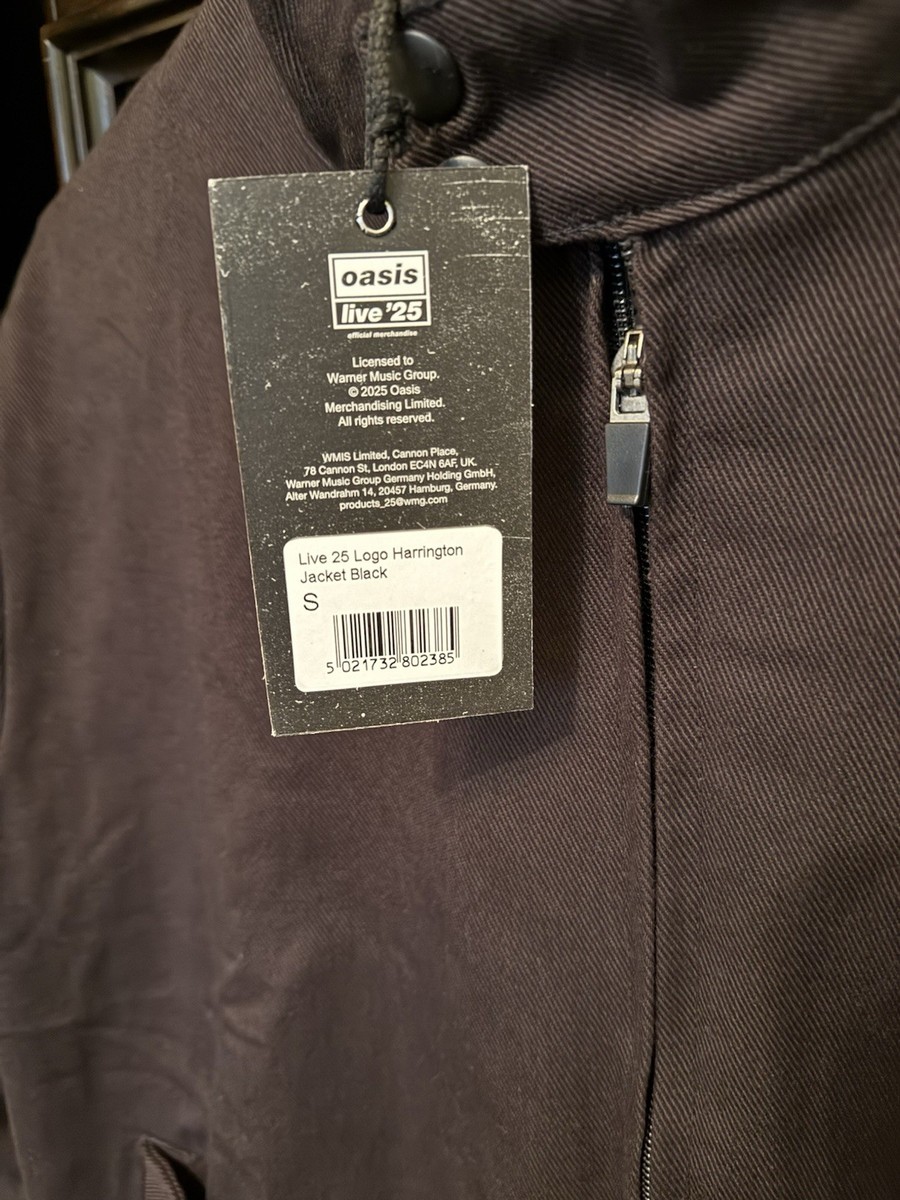 oasis
live '25
official merchandise
Licensed to
Warner Music Group.
© 2025 Oasis
Merchandising Limited.
All rights reserved.
WMIS Limited, Cannon Place,
78 Cannon St, London EC4N 6AF, UK.
Warner Music Group Germany Holding GmbH,
Alter Wandrahm 14, 20457 Hamburg, Germany.
products_25@wmg.com
Live 25 Logo Harrington
Jacket Black
S
5 021732 802385